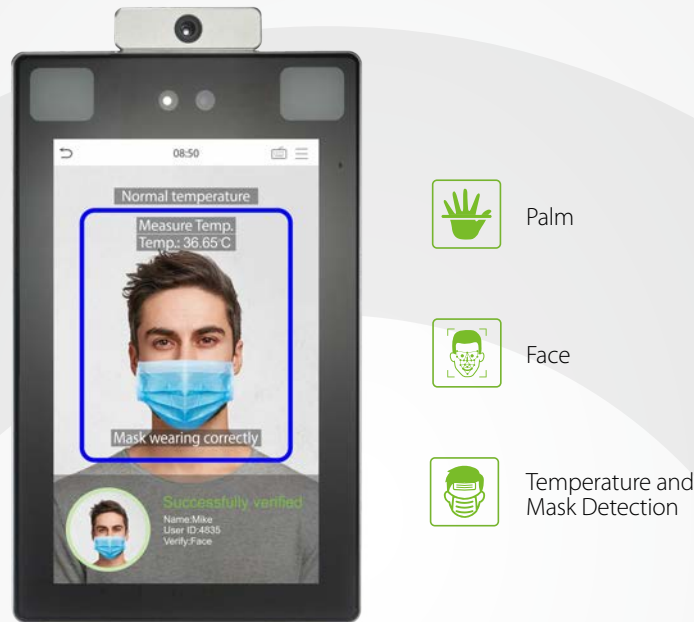 08:50
Normal temperature
Measure Temp.
Temp.: 36.65°C
Mask wearing correctly
Successfully verified
Name:Mike
User ID:4835
Verify:Face
Palm
Face
Temperature and
Mask Detection